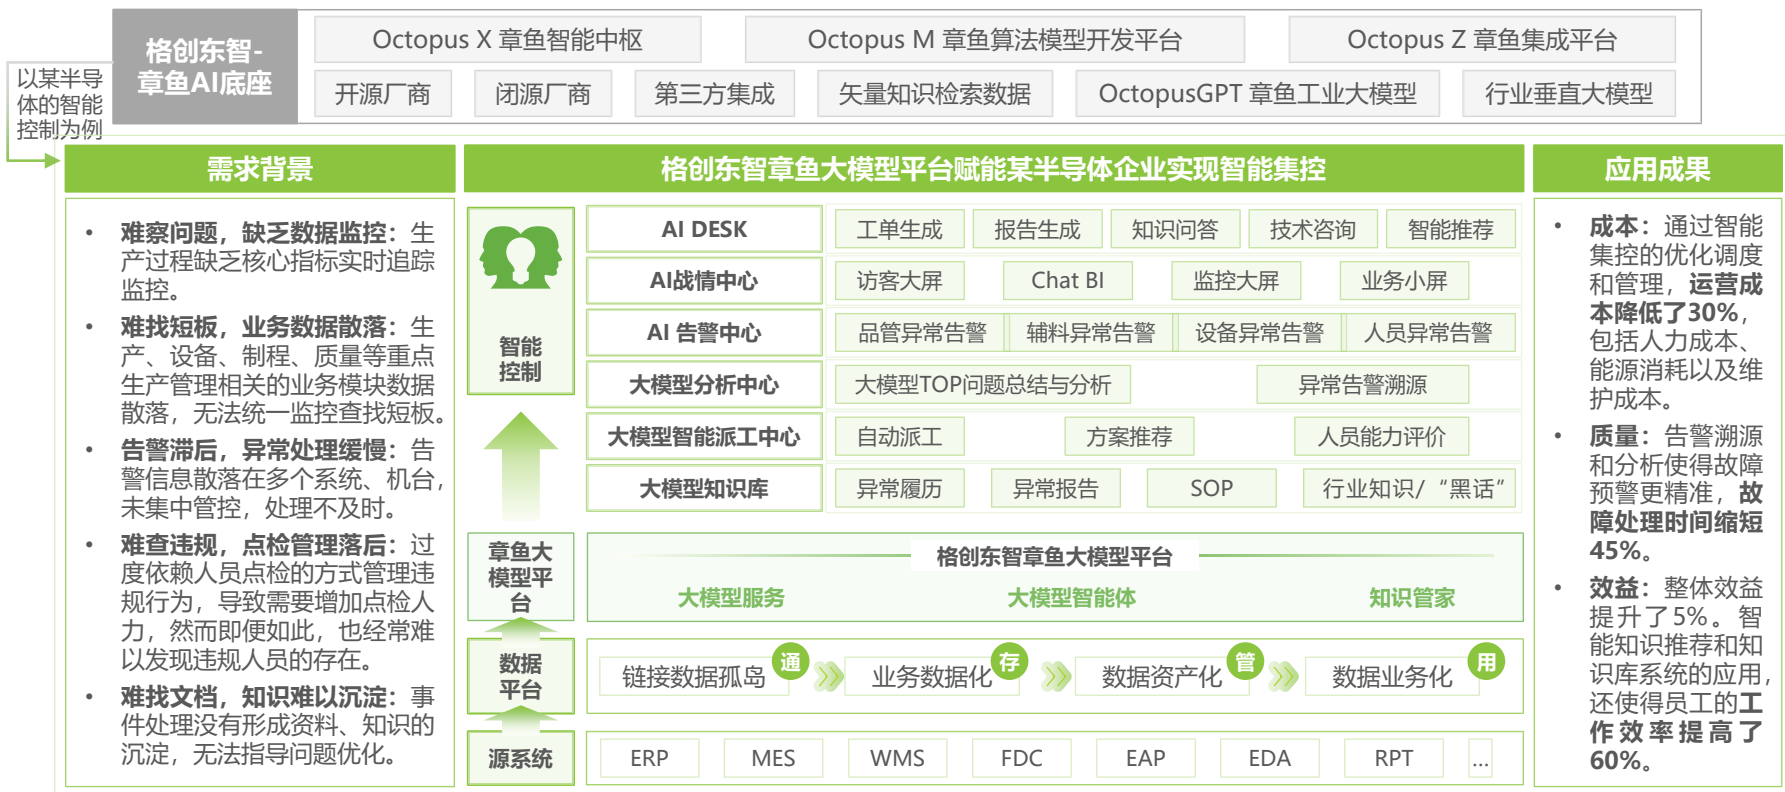 格创东智-
章鱼AI底座
Octopus X 章鱼智能中枢
Octopus M 章鱼算法模型开发平台
Octopus Z 章鱼集成平台
开源厂商
闭源厂商
第三方集成
矢量知识检索数据
OctopusGPT 章鱼工业大模型
行业垂直大模型
以某半导
体的智能
控制为例
需求背景
• 难察问题，缺乏数据监控：生
产过程缺乏核心指标实时追踪
监控。
• 难找短板，业务数据散落：生
产、设备、制程、质量等重点
生产管理相关的业务模块数据
散落，无法统一监控查找短板。
• 告警滞后，异常处理缓慢：告
警信息散落在多个系统、机台，
未集中管控，处理不及时。
• 难查违规，点检管理落后：过
度依赖人员点检的方式管理违
规行为，导致需要增加点检人
力，然而即便如此，也经常难
以发现违规人员的存在。
• 难找文档，知识难以沉淀：事
件处理没有形成资料、知识的
沉淀，无法指导问题优化。
格创东智章鱼大模型平台赋能某半导体企业实现智能集控
智能
控制
AI DESK
工单生成
报告生成
知识问答
技术咨询
智能推荐
AI战情中心
访客大屏
Chat BI
监控大屏
业务小屏
AI 告警中心
品管异常告警
辅料异常告警
设备异常告警
人员异常告警
大模型分析中心
大模型TOP问题总结与分析
异常告警溯源
大模型智能派工中心
自动派工
方案推荐
人员能力评价
大模型知识库
异常履历
异常报告
SOP
行业知识/“黑话”
章鱼大
模型平
台
格创东智章鱼大模型平台
大模型服务
大模型智能体
知识管家
数据
平台
链接数据孤岛
通
业务数据化
存
数据资产化
管
数据业务化
用
源系统
ERP
MES
WMS
FDC
EAP
EDA
RPT
...
应用成果
• 成本：通过智能
集控的优化调度
和管理，运营成
本降低了30%，
包括人力成本、
能源消耗以及维
护成本。
• 质量：告警溯源
和分析使得故障
预警更精准，故
障处理时间缩短
45%。
• 效益：整体效益
提升了5%。智
能知识推荐和知
识库系统的应用，
还使得员工的工
作效率提高了
60%。